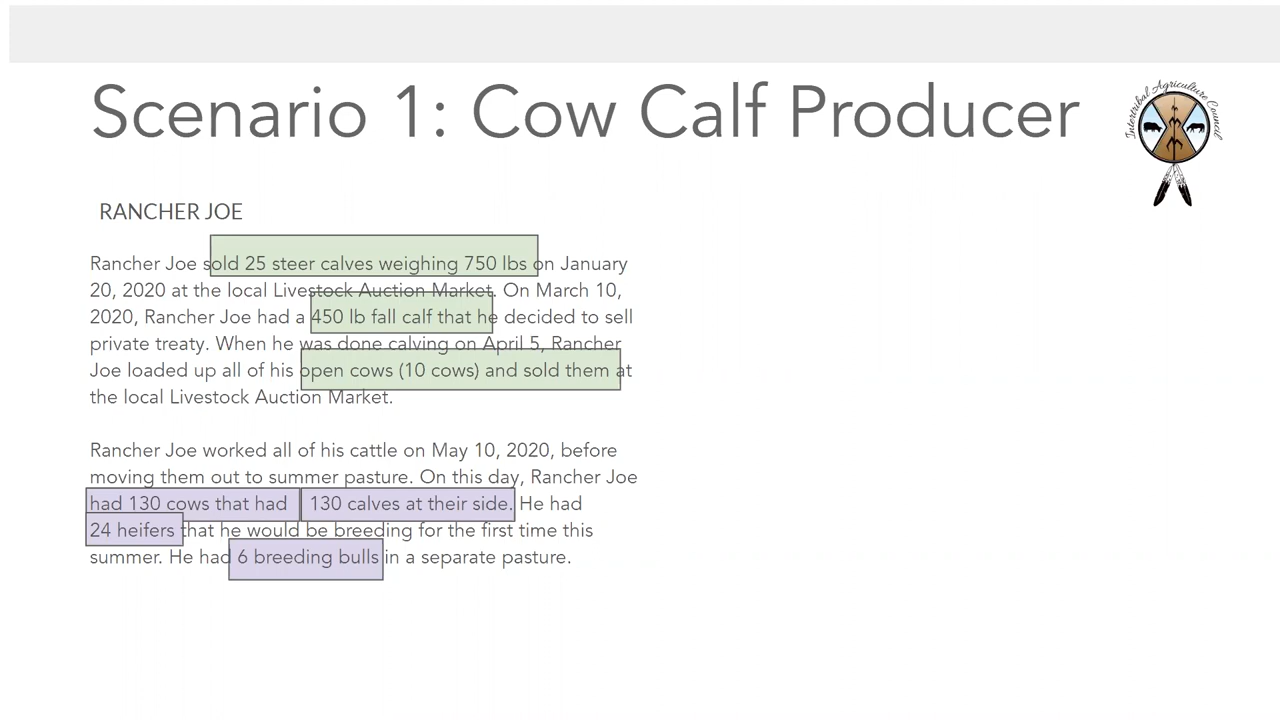 Scenario 1: Cow Calf Producer
Intertribal Agriculture Council
RANCHER JOE
Rancher Joe sold 25 steer calves weighing 750 lbs on January
20, 2020 at the local Livestock Auction Market. On March 10,
2020, Rancher Joe had a 450 lb fall calf that he decided to sell
private treaty. When he was done calving on April 5, Rancher
Joe loaded up all of his open cows (10 cows) and sold them at
the local Livestock Auction Market.
Rancher Joe worked all of his cattle on May 10, 2020, before
moving them out to summer pasture. On this day, Rancher Joe
had 130 cows that had 130 calves at their side. He had
24 heifers that he would be breeding for the first time this
summer. He had 6 breeding bulls in a separate pasture.